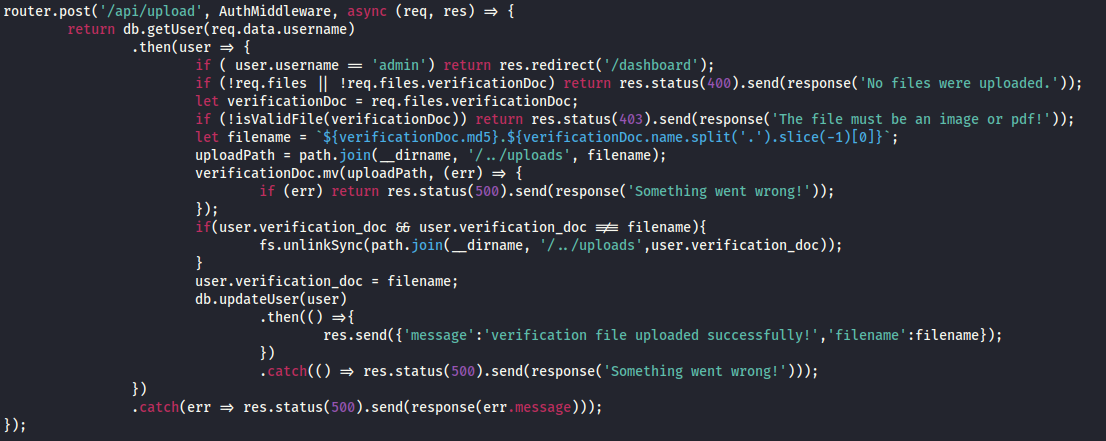 router.post('/api/upload', AuthMiddleware, async (req, res) => {
        return db.getUser(req.data.username)
                .then(user => {
                        if ( user.username == 'admin') return res.redirect('/dashboard');
                        if (!req.files || !req.files.verificationDoc) return res.status(400).send(response('No files were uploaded.'));
                        let verificationDoc = req.files.verificationDoc;
                        if (!isValidFile(verificationDoc)) return res.status(403).send(response('The file must be an image or pdf!'));
                        let filename = `${verificationDoc.md5}.${verificationDoc.name.split('.').slice(-1)[0]}`;
                        uploadPath = path.join(__dirname, '/../uploads', filename);
                        verificationDoc.mv(uploadPath, (err) => {
                                if (err) return res.status(500).send(response('Something went wrong!'));
                        });
                        if(user.verification_doc && user.verification_doc !== filename){
                                fs.unlinkSync(path.join(__dirname, '/../uploads',user.verification_doc));
                        }
                        user.verification_doc = filename;
                        db.updateUser(user)
                                .then(() =>{
                                        res.send({'message':'verification file uploaded successfully!','filename':filename});
                                })
                                .catch(() => res.status(500).send(response('Something went wrong!')));
                })
                .catch(err => res.status(500).send(response(err.message)));
});